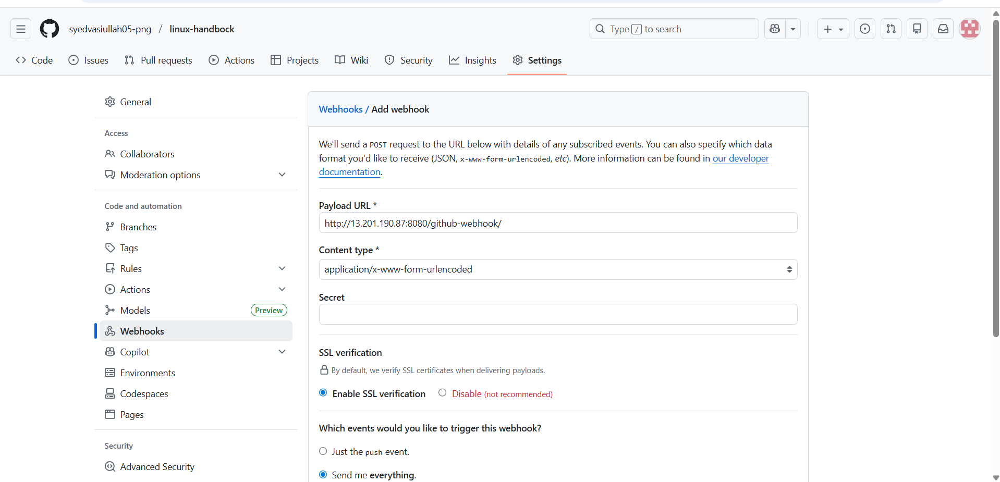 syedvasiullah05-png / linux-handbock
Type / to search
Code Issues Pull requests Actions Projects Wiki Security Insights Settings
General
Access
Collaborators
Moderation options
Code and automation
Branches
Tags
Rules
Actions
Models Preview
Webhooks
Copilot
Environments
Codespaces
Pages
Security
Advanced Security
Webhooks / Add webhook
We'll send a POST request to the URL below with details of any subscribed events. You can also specify which data
format you'd like to receive (JSON, x-www-form-urlencoded, etc). More information can be found in our developer
documentation.
Payload URL *
http://13.201.190.87:8080/github-webhook/
Content type *
application/x-www-form-urlencoded
Secret
SSL verification
By default, we verify SSL certificates when delivering payloads.
Enable SSL verification Disable (not recommended)
Which events would you like to trigger this webhook?
Just the push event.
Send me everything.